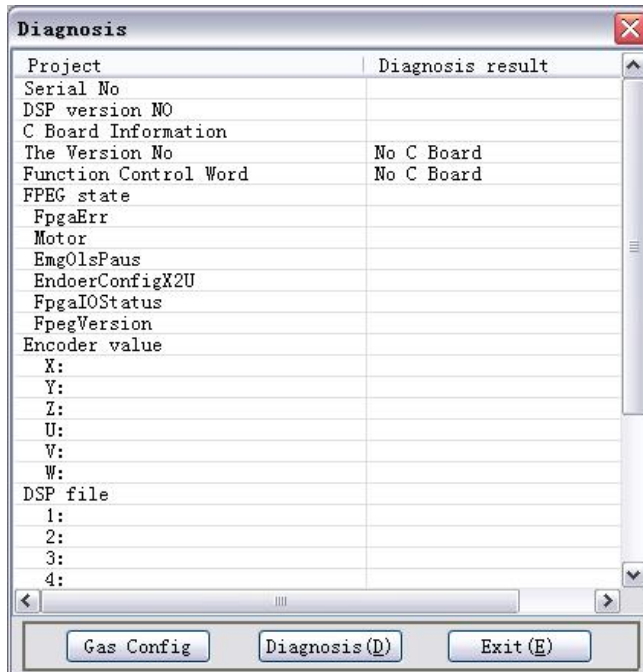 Diagnosis
Project Diagnosis result
Serial No
DSP version NO
C Board Information
The Version No No C Board
Function Control Word No C Board
FPEG state
FpgaErr
Motor
EmgOlsPaus
EndoerConfigX2U
FpgaIOStatus
FpegVersion
Encoder value
X:
Y:
Z:
U:
V:
W:
DSP file
1:
2:
3:
4:
Gas Config Diagnosis(D) Exit(E)